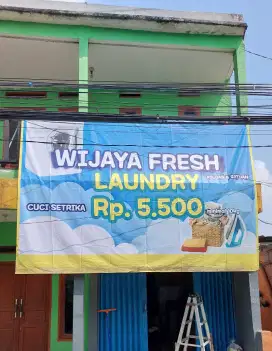 WIJAYA FRESH
LAUNDRY
CUCI SETRIKA
Rp. 5.500